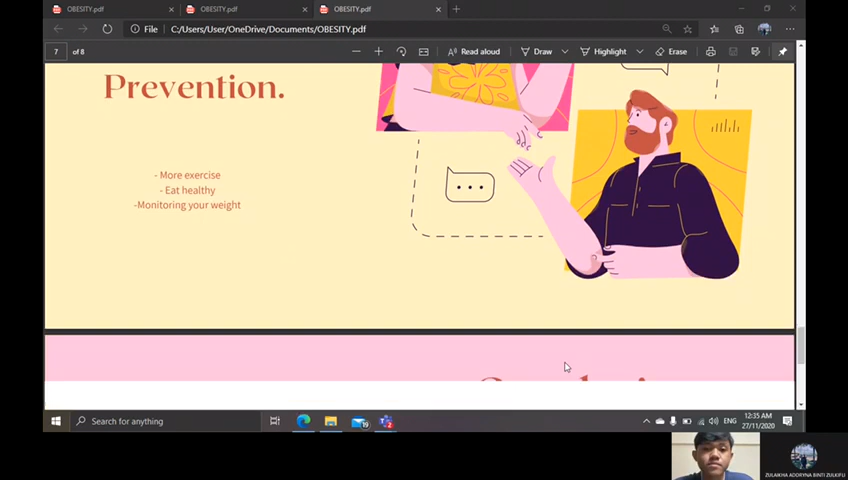 OBESITY.pdf
OBESITY.pdf
OBESITY.pdf
File C:/Users/User/OneDrive/Documents/OBESITY.pdf
7 of 8
Read aloud
Draw
Highlight
Erase
Prevention.
- More exercise
- Eat healthy
-Monitoring your weight
Search for anything
19
2
ENG
12:35 AM
27/11/2020
ZULAIKHA ADDRYNA BINTI ZULKIFLI